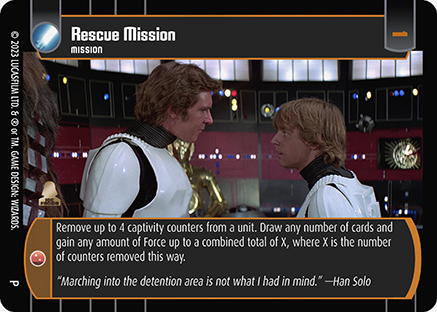 Rescue Mission
MISSION
© 2023 LUCASFILM LTD. & ® or TM. GAME DESIGN: WIZARDS.
Remove up to 4 captivity counters from a unit. Draw any number of cards and
gain any amount of Force up to a combined total of X, where X is the number
of counters removed this way.
“Marching into the detention area is not what I had in mind.” —Han Solo
P